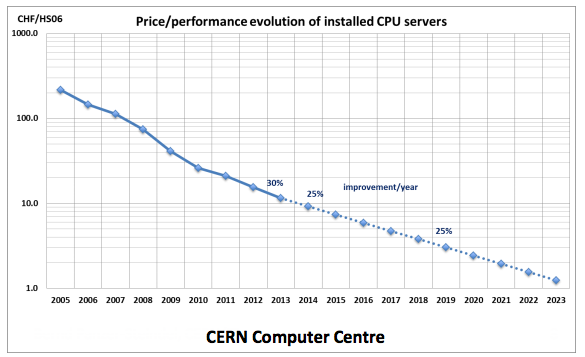 CHF/HS06
Price/performance evolution of installed CPU servers
1000.0
100.0
30%
25%
improvement/year
10.0
25%
1.0
2005 2006 2007 2008 2009 2010 2011 2012 2013 2014 2015 2016 2017 2018 2019 2020 2021 2022 2023
CERN Computer Centre